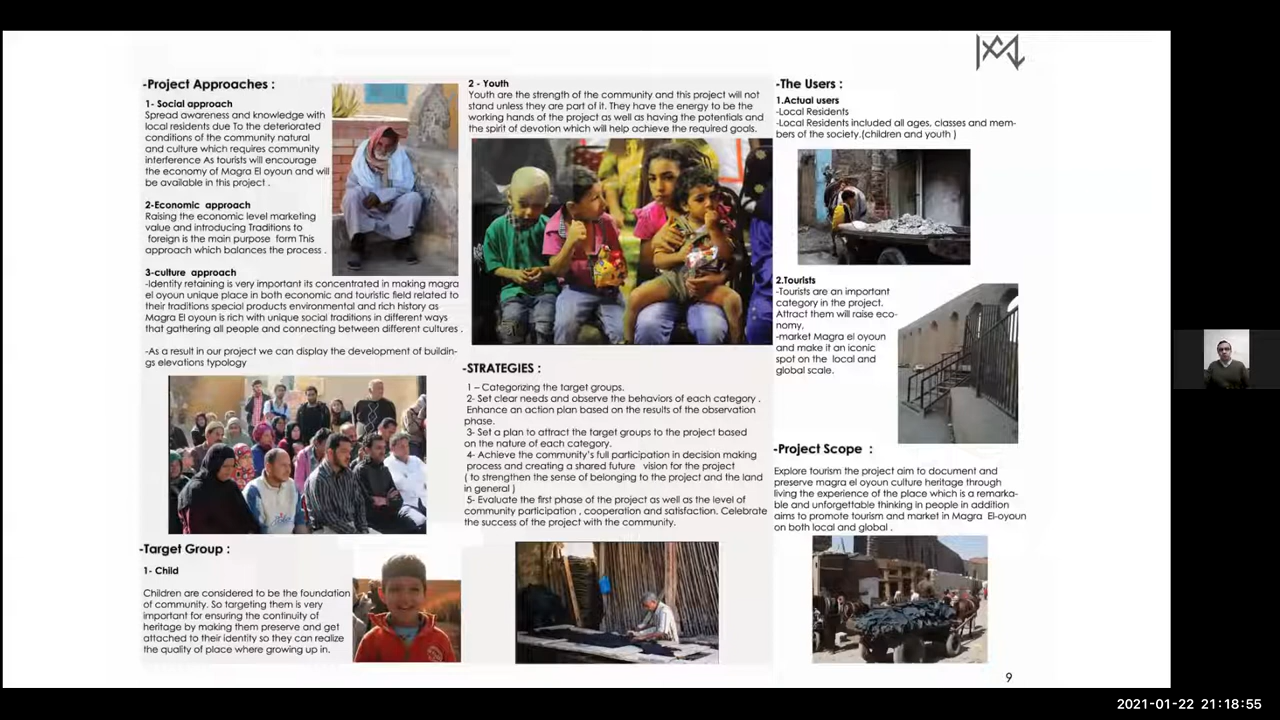 -Project Approaches :
1- Social approach
Spread awareness and knowledge with
local residents due To the deteriorated
conditions of the community natural
and culture which requires community
interference As tourists will encourage
the economy of Magra El oyoun and will
be available in this project .
2-Economic approach
Raising the economic level marketing
value and introducing Traditions to
foreign is the main purpose form This
approach which balances the process .
3-culture approach
-Identity retaining is very important its concentrated in making magra
el oyoun unique place in both economic and touristic field related to
their traditions special products environmental and rich history as
Magra El oyoun is rich with unique social traditions in different ways
that gathering all people and connecting between different cultures .
-As a result in our project we can display the development of buildin-
gs elevations typology
-Target Group :
1- Child
Children are considered to be the foundation
of community. So targeting them is very
important for ensuring the continuity of
heritage by making them preserve and get
attached to their identity so they can realize
the quality of place where growing up in.
2 - Youth
Youth are the strength of the community and this project will not
stand unless they are part of it. They have the energy to be the
working hands of the project as well as having the potentials and
the spirit of devotion which will help achieve the required goals.
-STRATEGIES :
1 – Categorizing the target groups.
2- Set clear needs and observe the behaviors of each category .
Enhance an action plan based on the results of the observation
phase.
3- Set a plan to attract the target groups to the project based
on the nature of each category.
4- Achieve the community's full participation in decision making
process and creating a shared future vision for the project
( to strengthen the sense of belonging to the project and the land
in general )
5- Evaluate the first phase of the project as well as the level of
community participation , cooperation and satisfaction. Celebrate
the success of the project with the community.
-The Users :
1.Actual users
-Local Residents
-Local Residents included all ages, classes and mem-
bers of the society.(children and youth )
2.Tourists
-Tourists are an important
category in the project.
Attract them will raise eco-
nomy,
-market Magra el oyoun
and make it an iconic
spot on the local and
global scale.
-Project Scope :
Explore tourism the project aim to document and
preserve magra el oyoun culture heritage through
living the experience of the place which is a remarka-
ble and unforgettable thinking in people in addition
aims to promote tourism and market in Magra El-oyoun
on both local and global .
9
2021-01-22 21:18:55